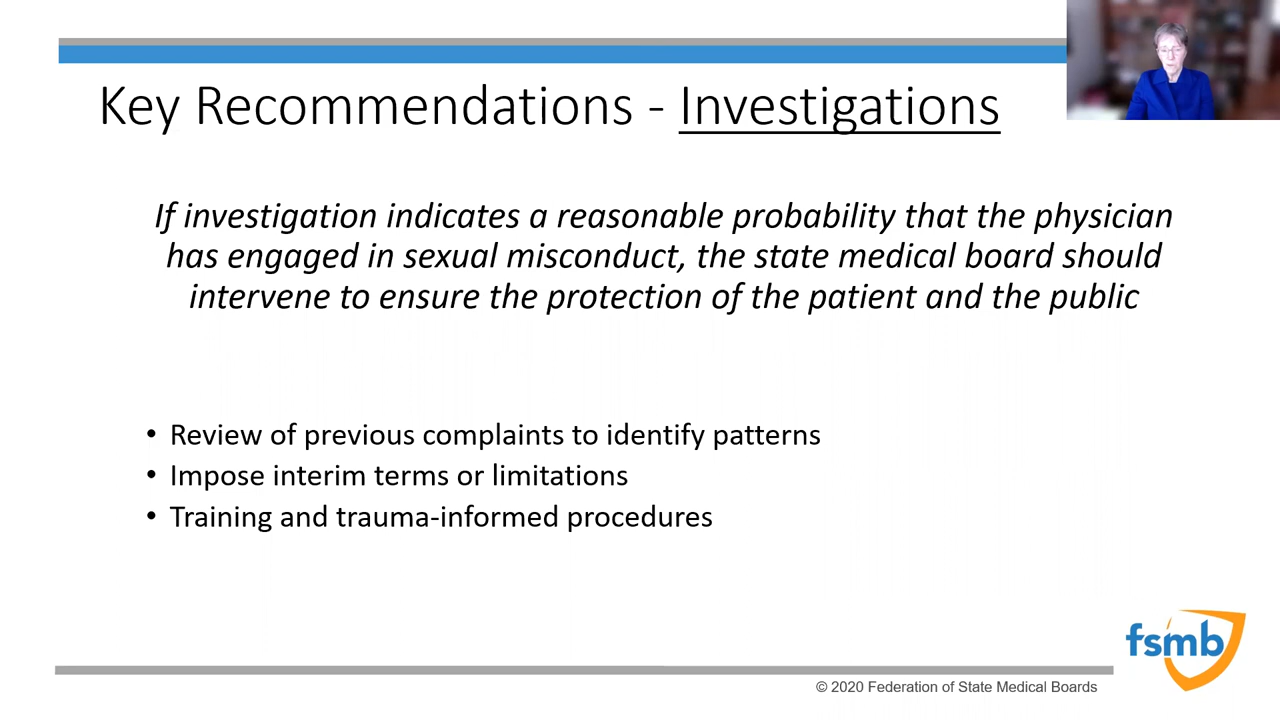 Key Recommendations - Investigations
If investigation indicates a reasonable probability that the physician
has engaged in sexual misconduct, the state medical board should
intervene to ensure the protection of the patient and the public
• Review of previous complaints to identify patterns
• Impose interim terms or limitations
• Training and trauma-informed procedures
fsmb
© 2020 Federation of State Medical Boards